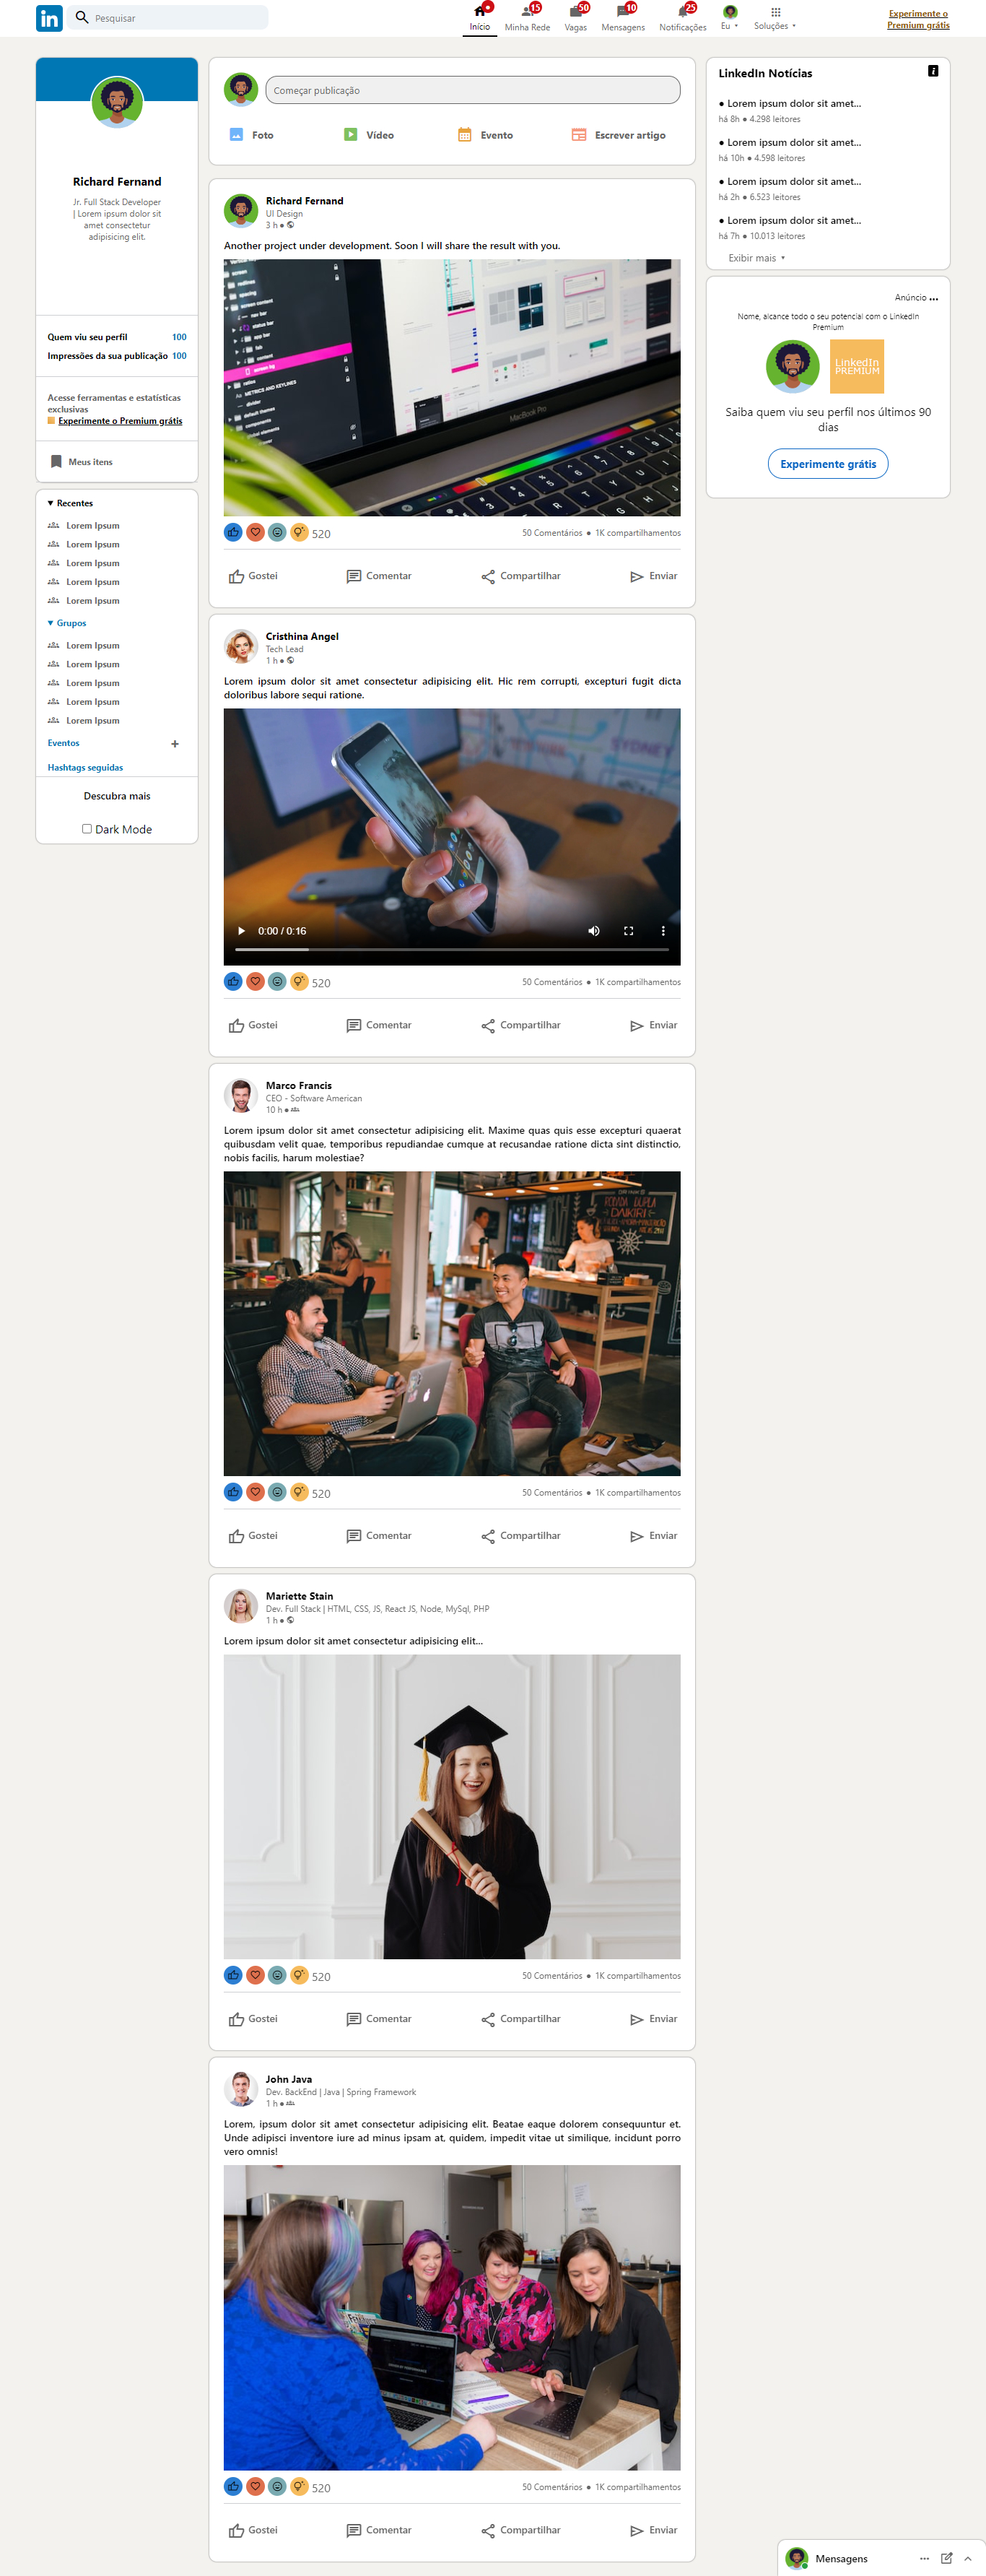 in
Pesquisar
Início
15
Minha Rede
50
Vagas
10
Mensagens
25
Notificações
Eu ▼
Soluções ▼
Experimente o
Premium grátis
Richard Fernand
Jr. Full Stack Developer
| Lorem ipsum dolor sit
amet consectetur
adipisicing elit.
Quem viu seu perfil 100
Impressões da sua publicação 100
Acesse ferramentas e estatísticas
exclusivas
Experimente o Premium grátis
Meus itens
▼ Recentes
Lorem Ipsum
Lorem Ipsum
Lorem Ipsum
Lorem Ipsum
Lorem Ipsum
▼ Grupos
Lorem Ipsum
Lorem Ipsum
Lorem Ipsum
Lorem Ipsum
Lorem Ipsum
Eventos +
Hashtags seguidas
Descubra mais
Dark Mode
Começar publicação
Foto
Vídeo
Evento
Escrever artigo
Richard Fernand
UI Design
3 h ●
Another project under development. Soon I will share the result with you.
METRICS AND KEYLINES
MacBook Pro
520 50 Comentários ● 1K compartilhamentos
Gostei
Comentar
Compartilhar
Enviar
Cristhina Angel
Tech Lead
1 h ●
Lorem ipsum dolor sit amet consectetur adipisicing elit. Hic rem corrupti, excepturi fugit dicta
doloribus labore sequi ratione.
SYDNEY
0:00 / 0:16
520 50 Comentários ● 1K compartilhamentos
Gostei
Comentar
Compartilhar
Enviar
Marco Francis
CEO - Software American
10 h ●
Lorem ipsum dolor sit amet consectetur adipisicing elit. Maxime quas quis esse excepturi quaerat
quibusdam velit quae, temporibus repudiandae cumque at recusandae ratione dicta sint distinctio,
nobis facilis, harum molestiae?
DAIKIRI
520 50 Comentários ● 1K compartilhamentos
Gostei
Comentar
Compartilhar
Enviar
Mariette Stain
Dev. Full Stack | HTML, CSS, JS, React JS, Node, MySql, PHP
1 h ●
Lorem ipsum dolor sit amet consectetur adipisicing elit...
520 50 Comentários ● 1K compartilhamentos
Gostei
Comentar
Compartilhar
Enviar
John Java
Dev. BackEnd | Java | Spring Framework
1 h ●
Lorem, ipsum dolor sit amet consectetur adipisicing elit. Beatae eaque dolorem consequuntur et.
Unde adipisci inventore iure ad minus ipsam at, quidem, impedit vitae ut similique, incidunt porro
vero omnis!
520 50 Comentários ● 1K compartilhamentos
Gostei
Comentar
Compartilhar
Enviar
LinkedIn Notícias
● Lorem ipsum dolor sit amet...
há 8h ● 4.298 leitores
● Lorem ipsum dolor sit amet...
há 10h ● 4.598 leitores
● Lorem ipsum dolor sit amet...
há 2h ● 6.523 leitores
● Lorem ipsum dolor sit amet...
há 7h ● 10.013 leitores
Exibir mais ▼
Anúncio ...
Nome, alcance todo o seu potencial com o LinkedIn
Premium
LinkedIn
PREMIUM
Saiba quem viu seu perfil nos últimos 90
dias
Experimente grátis
Mensagens